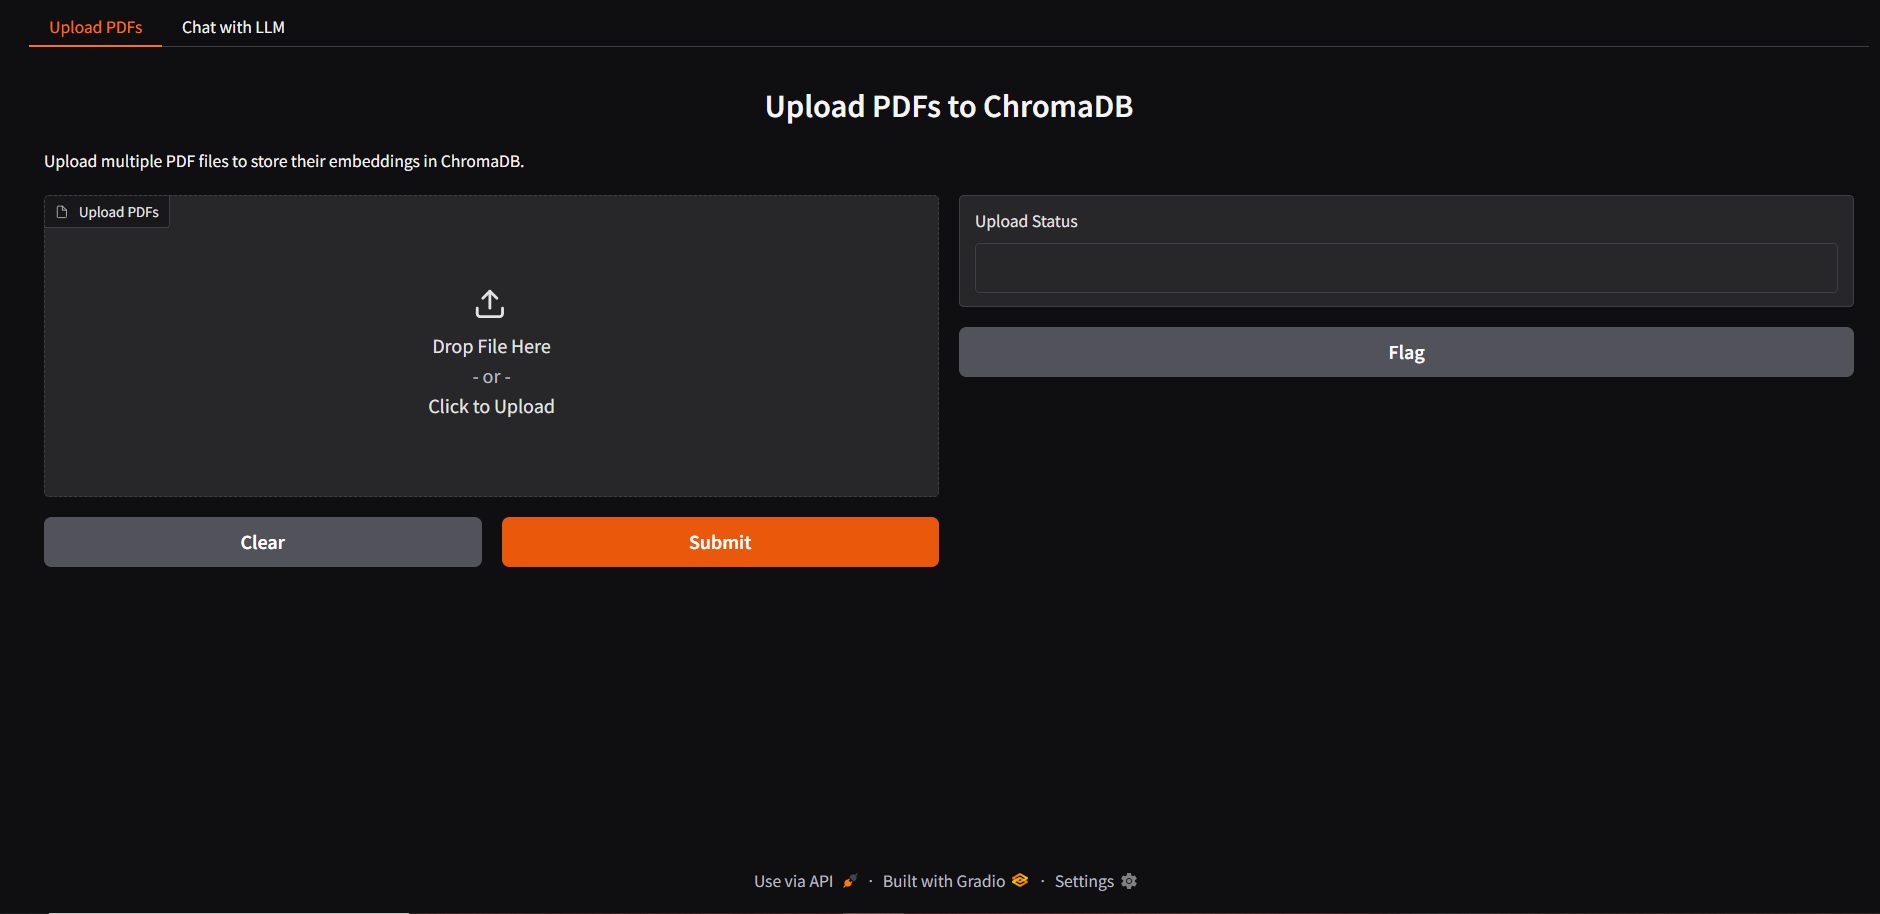 Upload PDFs
Chat with LLM
Upload PDFs to ChromaDB
Upload multiple PDF files to store their embeddings in ChromaDB.
Upload PDFs
Drop File Here
- or -
Click to Upload
Clear
Submit
Upload Status
Flag
Use via API · Built with Gradio · Settings